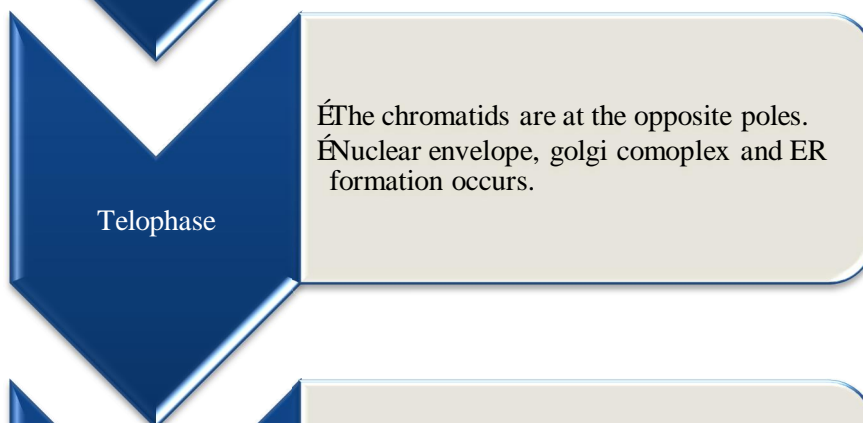 Telophase
ÉThe chromatids are at the opposite poles.
ÉNuclear envelope, golgi comoplex and ER
formation occurs.